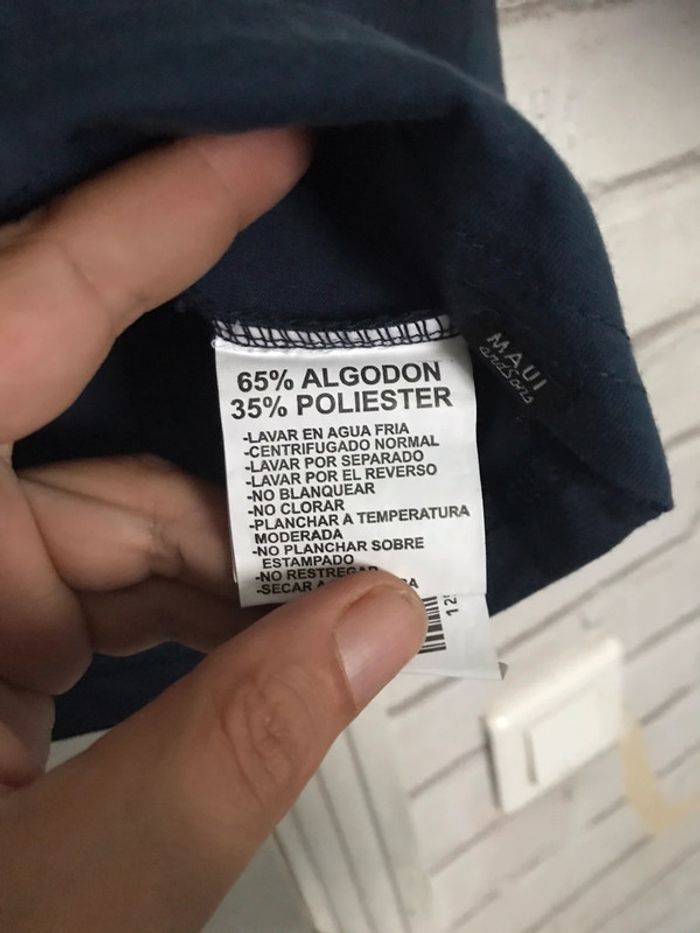 65% ALGODON
35% POLIESTER
-LAVAR EN AGUA FRIA
-CENTRIFUGADO NORMAL
-LAVAR POR SEPARADO
-LAVAR POR EL REVERSO
-NO BLANQUEAR
-NO CLORAR
-PLANCHAR A TEMPERATURA
MODERADA
-NO PLANCHAR SOBRE
ESTAMPADO
-NO RESTREGAR
-SECAR
MAUI
andSons